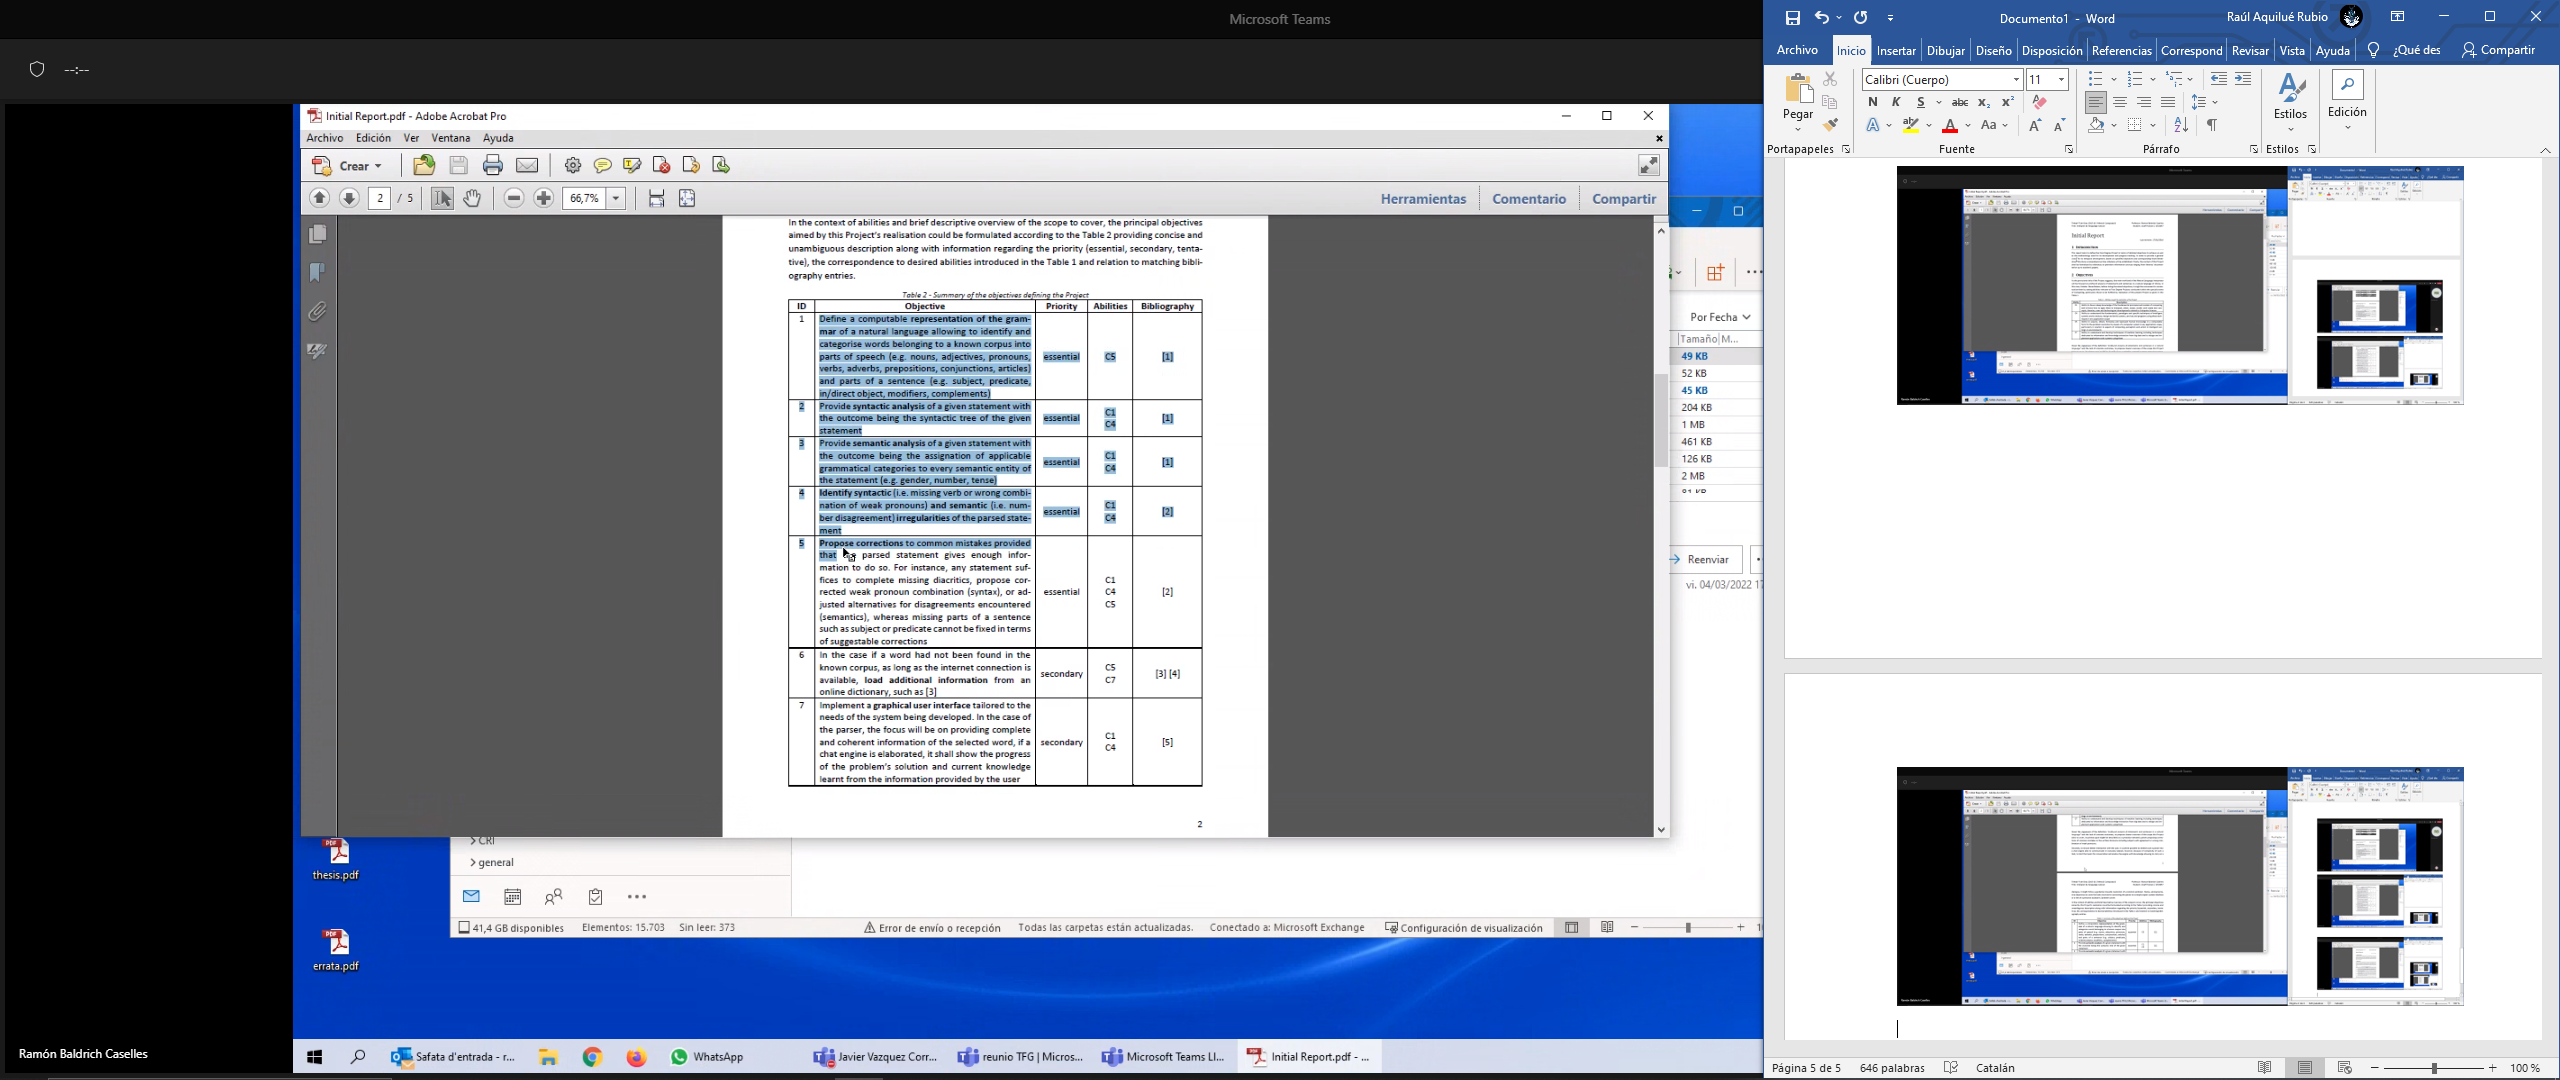 Microsoft Teams
--:--
Initial Report.pdf - Adobe Acrobat Pro
Archivo Edición Ver Ventana Ayuda
Crear
2 / 5 66,7% Herramientas Comentario Compartir
In the context of abilities and brief descriptive overview of the scope to cover, the principal objectives
aimed by this Project's realisation could be formulated according to the Table 2 providing concise and
unambiguous description along with information regarding the priority (essential, secondary, tenta-
tive), the correspondence to desired abilities introduced in the Table 1 and relation to matching bibli-
ography entries.
Table 2 - Summary of the objectives defining the Project
ID Objective Priority Abilities Bibliography
1 Define a computable representation of the gram-
mar of a natural language allowing to identify and
categorise words belonging to a known corpus into
parts of speech (e.g. nouns, adjectives, pronouns, essential C5 [1]
verbs, adverbs, prepositions, conjunctions, articles)
and parts of a sentence (e.g. subject, predicate,
in/direct object, modifiers, complements)
2 Provide syntactic analysis of a given statement with C1
the outcome being the syntactic tree of the given essential C4 [1]
statement
3 Provide semantic analysis of a given statement with
the outcome being the assignation of applicable essential C1 [1]
grammatical categories to every semantic entity of C4
the statement (e.g. gender, number, tense)
4 Identify syntactic (i.e. missing verb or wrong combi-
nation of weak pronouns) and semantic (i.e. num- essential C1 [2]
ber disagreement) irregularities of the parsed state- C4
ment
5 Propose corrections to common mistakes provided
that parsed statement gives enough infor-
mation to do so. For instance, any statement suf-
fices to complete missing diacritics, propose cor- C1
rected weak pronoun combination (syntax), or ad- essential C4 [2]
justed alternatives for disagreements encountered C5
(semantics), whereas missing parts of a sentence
such as subject or predicate cannot be fixed in terms
of suggestable corrections
6 In the case if a word had not been found in the
known corpus, as long as the internet connection is C5
available, load additional information from an secondary C7 [3] [4]
online dictionary, such as [3]
7 Implement a graphical user interface tailored to the
needs of the system being developed. In the case of
the parser, the focus will be on providing complete C1
and coherent information of the selected word, if a secondary C4 [5]
chat engine is elaborated, it shall show the progress
of the problem's solution and current knowledge
learnt from the information provided by the user
2
Por Fecha
Tamaño M...
49 KB
52 KB
45 KB
204 KB
1 MB
461 KB
126 KB
2 MB
Reenviar
vi. 04/03/2022 17
CRI
general
41,4 GB disponibles Elementos: 15.703 Sin leer: 373 Error de envío o recepción Todas las carpetas están actualizadas. Conectado a: Microsoft Exchange Configuración de visualización
thesis.pdf
errata.pdf
Ramón Baldrich Caselles
Safata d'entrada - r... WhatsApp Javier Vazquez Corr... reunio TFG | Micros... Microsoft Teams Ll... Initial Report.pdf - ...
Documento1 - Word Raúl Aquilué Rubio
Archivo Inicio Insertar Dibujar Diseño Disposición Referencias Correspond Revisar Vista Ayuda ¿Qué des Compartir
Calibri (Cuerpo) 11
Pegar N K S abc x₂ x² Estilos Edición
Portapapeles Fuente Párrafo Estilos
Página 5 de 5 646 palabras Catalán 100 %